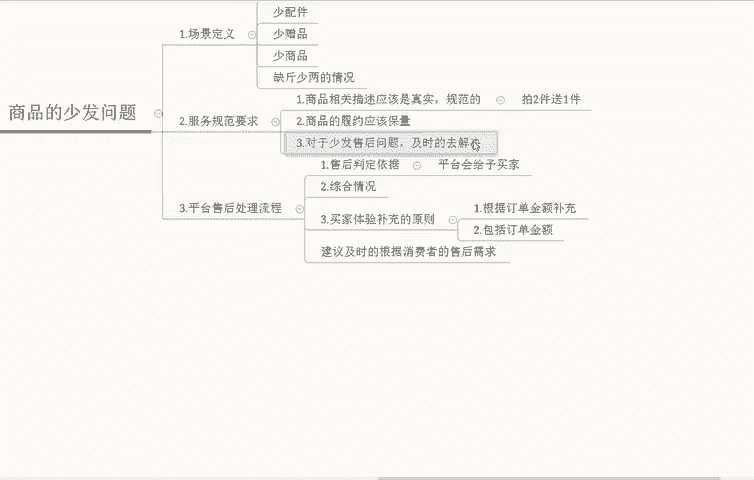 商品的少发问题
1.场景定义
少配件
少赠品
少商品
缺斤少两的情况
2.服务规范要求
1.商品相关描述应该是真实，规范的
拍2件送1件
2.商品的履约应该保量
3.对于少发售后问题，及时的去解
3.平台售后处理流程
1.售后判定依据
平台会给予买家
2.综合情况
3.买家体验补充的原则
1.根据订单金额补充
2.包括订单金额
建议及时的根据消费者的售后需求